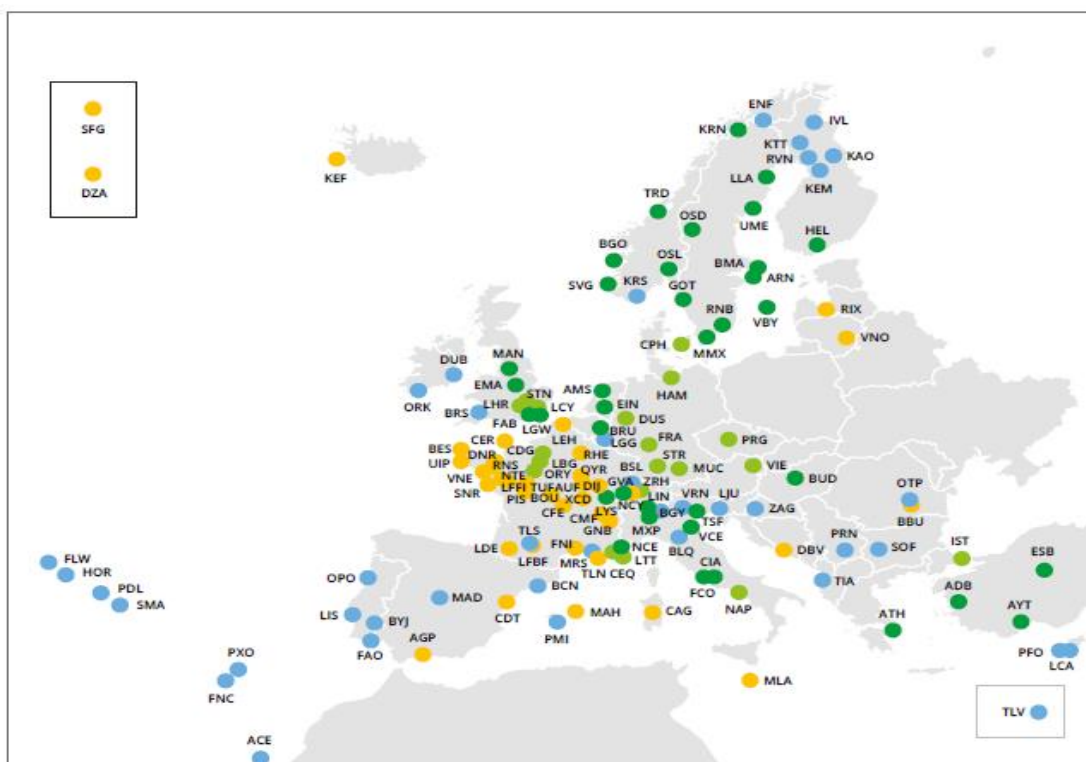 ENF
IVL
KRN
SFG
KTT
KAO
RVN
KEF
KEM
LLA
DZA
TRD
OSD
UME
HEL
BGO
OSL
BMA
ARN
SVG
KRS
GOT
RNB
VBY
RIX
VNO
CPH
MMX
MAN
DUB
EMA
AMS
STN
HAM
ORK
LHR
LCY
EIN
BRS
DUS
FAB
LGW
BRU
CER
LEH
LGG
FRA
PRG
BES
DNR
CDG
RHE
UIP
RNS
LBG
BSL
STR
MUC
VIE
VNE
NTE
ORY
QYR
GVA
ZRH
BUD
SNR
LFFI
TUF
AUF
DIJ
LIN
VRN
LJU
OTP
PIS
BOU
XCD
NCY
CFE
LYS
BGY
ZAG
CMF
MXP
TSF
BBU
TLS
GNB
VCE
PRN
IST
LDE
FNI
NCE
BLQ
DBV
SOF
ESB
LFBF
MRS
LTT
FLW
TLN
CEQ
CIA
TIA
HOR
OPO
ADB
BCN
FCO
PDL
MAD
NAP
SMA
CDT
MAH
CAG
AYT
LIS
BYJ
ATH
AGP
PMI
FAO
PFO
PXO
LCA
MLA
FNC
TLV
ACE